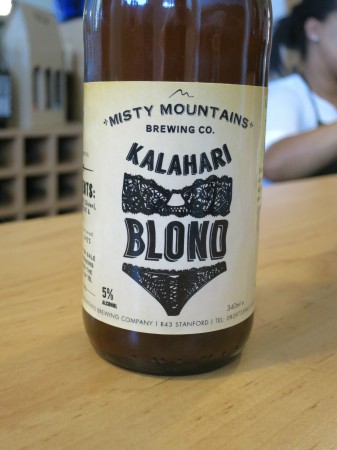 MISTY MOUNTAINS
BREWING CO.
KALAHARI
BLOND
5%
ALCOHOL
340ml
BREWING COMPANY | R43 STANFORD | TEL: